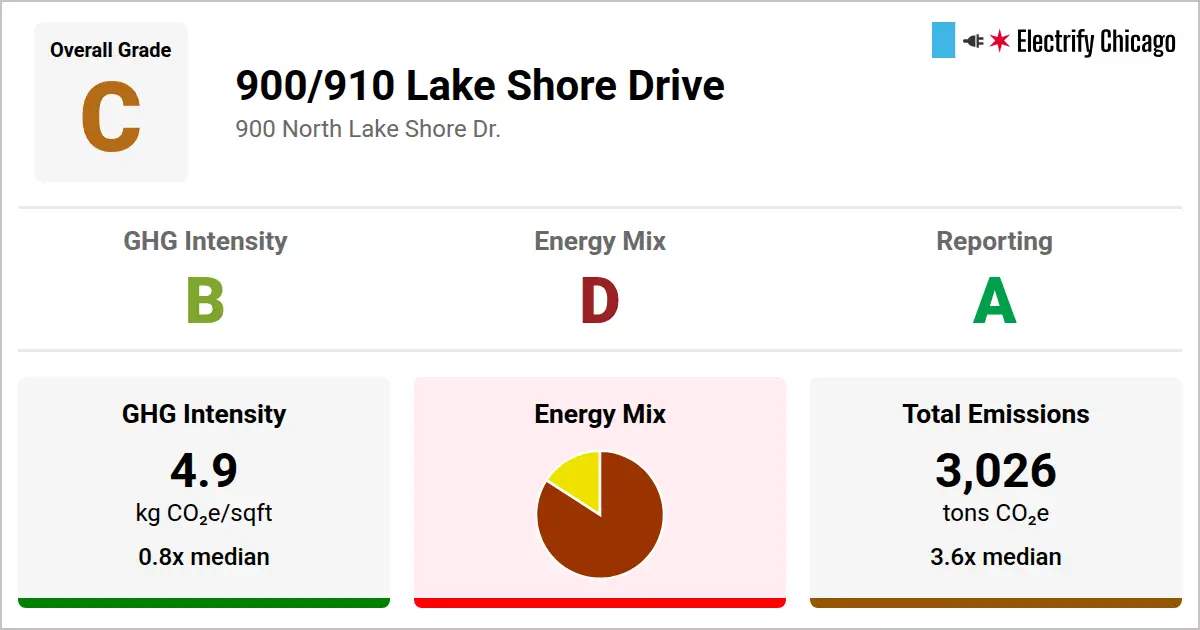 Overall Grade
C
900/910 Lake Shore Drive
900 North Lake Shore Dr.
Electrify Chicago
GHG Intensity
B
Energy Mix
D
Reporting
A
GHG Intensity
4.9
kg CO₂e/sqft
0.8x median
Energy Mix
Total Emissions
3,026
tons CO₂e
3.6x median